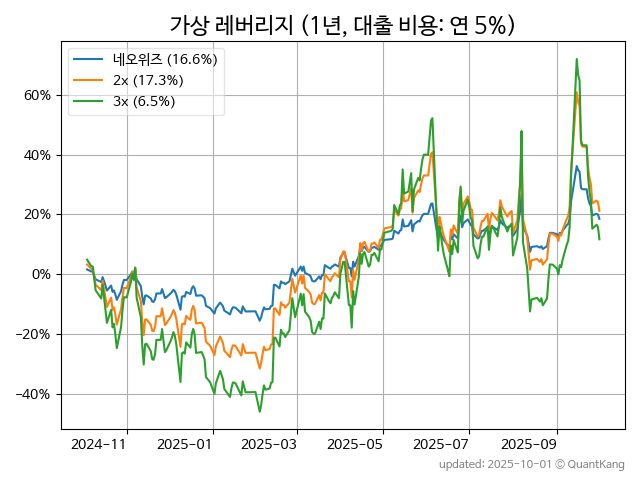 가상 레버리지 (1년, 대출 비용: 연 5%)
네오위즈 (16.6%)
2x (17.3%)
3x (6.5%)
60%
40%
20%
0%
−20%
−40%
2024-11
2025-01
2025-03
2025-05
2025-07
2025-09
updated: 2025-10-01 © QuantKang